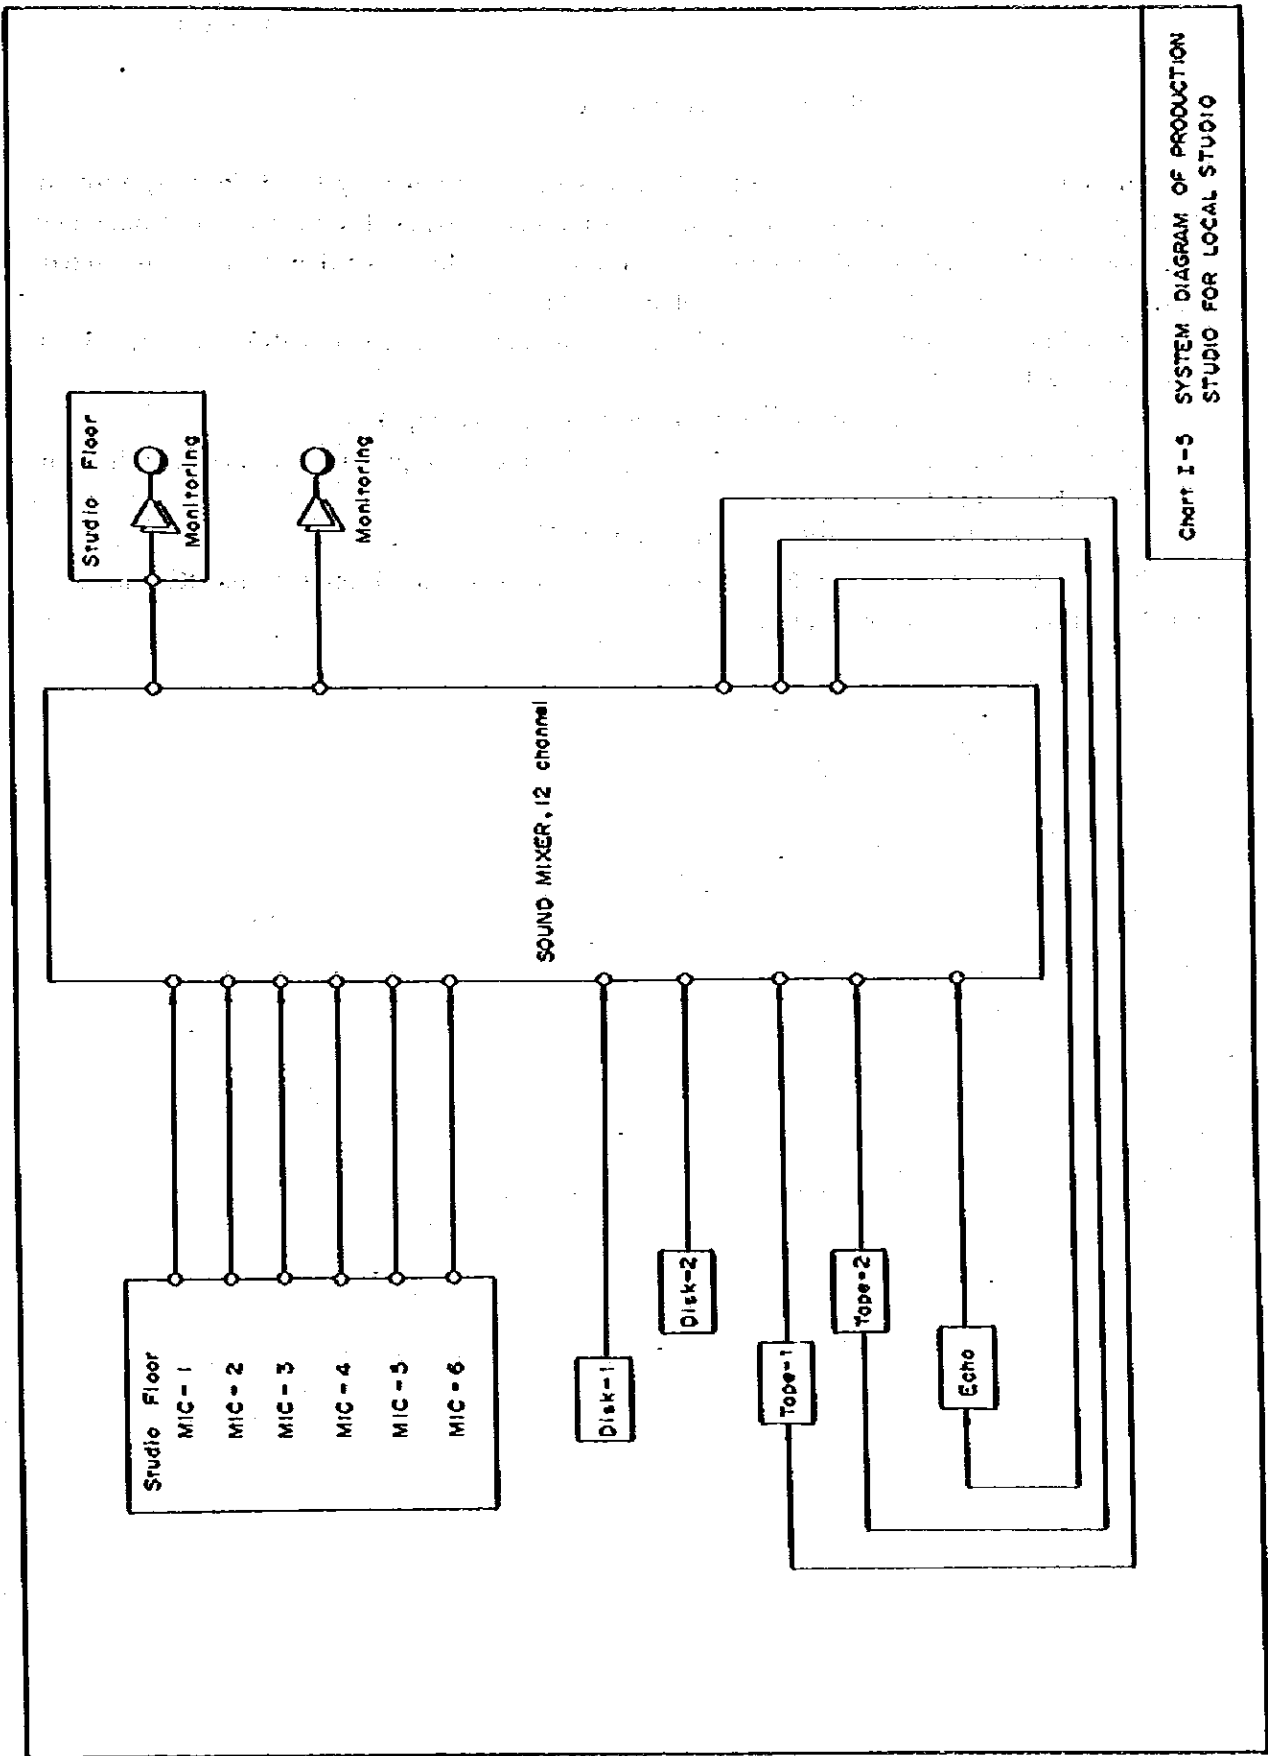 Studio Floor
MIC-1
MIC-2
MIC-3
MIC-4
MIC-5
MIC-6
Disk-1
Disk-2
Tape-1
Tape-2
Echo
SOUND MIXER, 12 channel
Studio Floor
Monitoring
Monitoring
Chart I-5 SYSTEM DIAGRAM OF PRODUCTION
STUDIO FOR LOCAL STUDIO